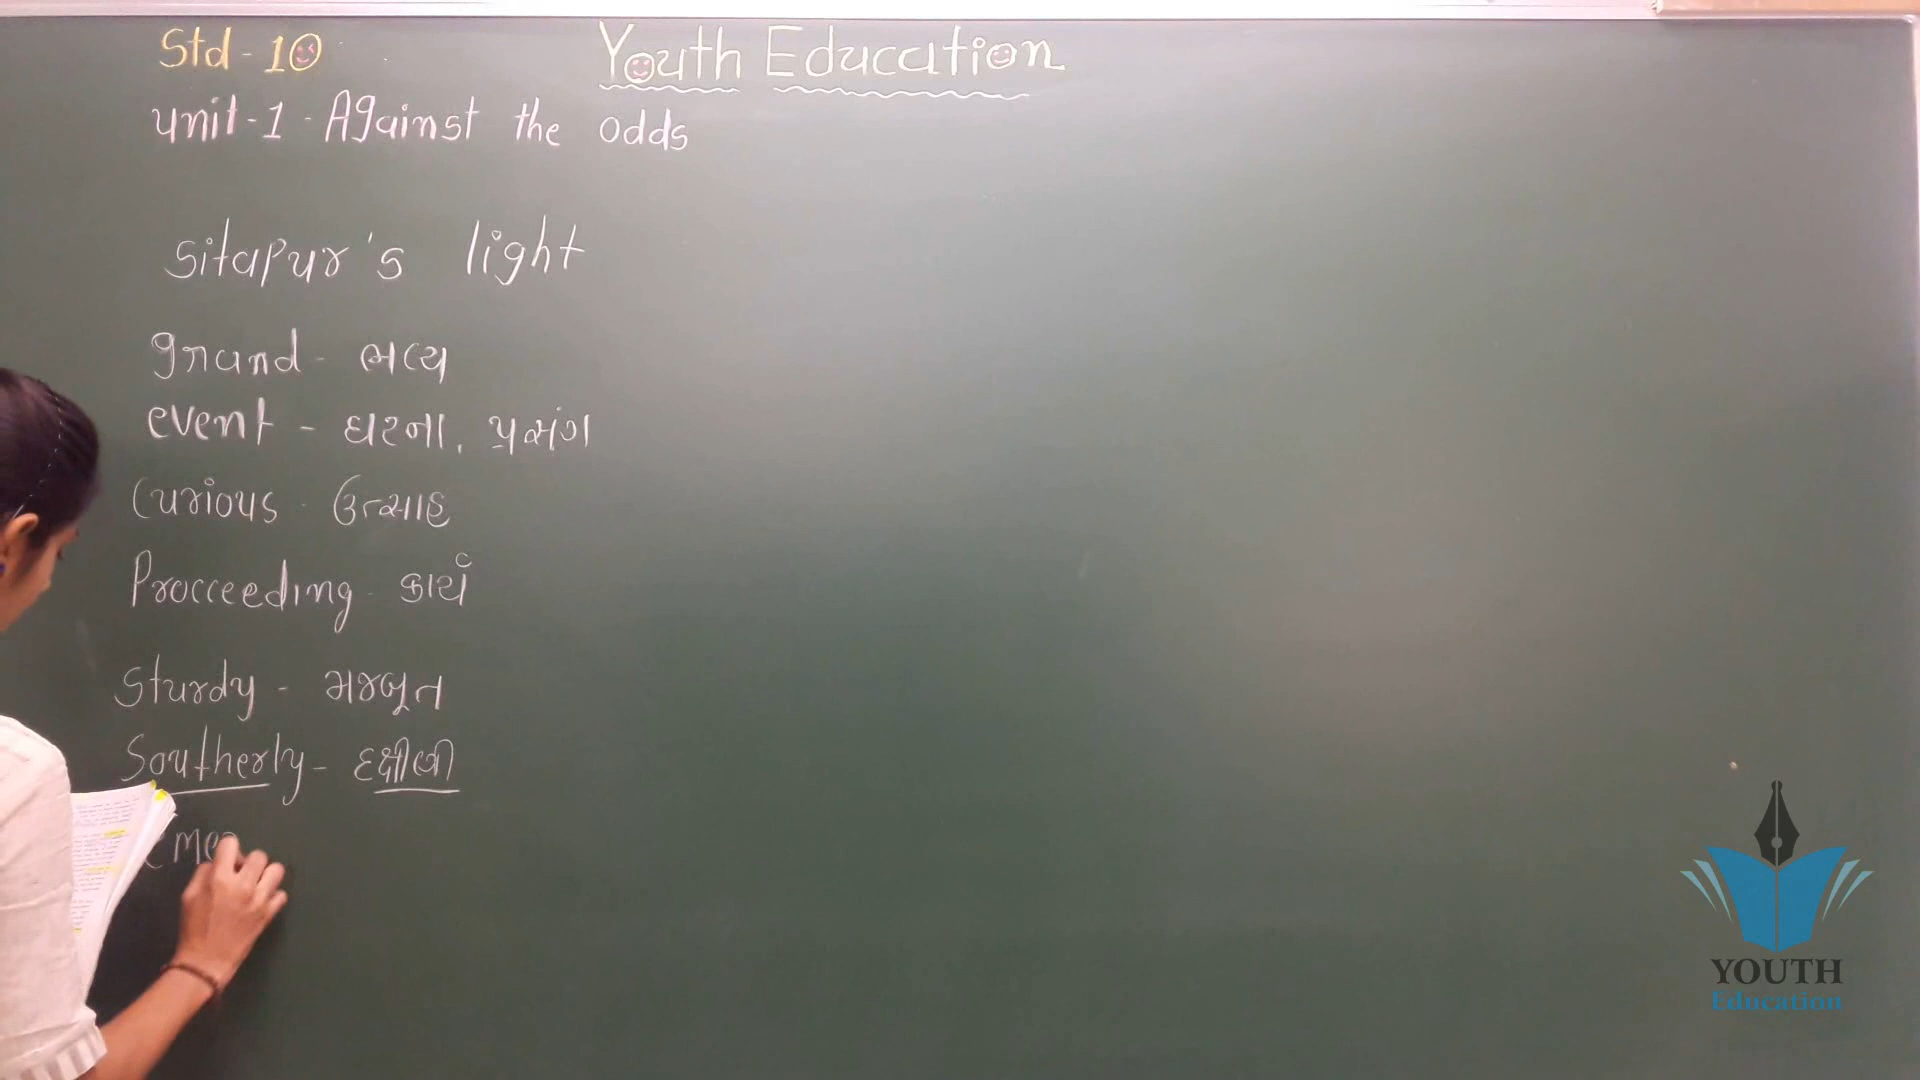 Std - 10
Youth Education
unit-1 - Against the odds
Sitapur's light
grand - ભવ્ય
event - ઘટના, પ્રસંગ
Curious - ઉત્સાહ
Procceeding - કાર્ય
Sturdy - મજબૂત
Southerly - દક્ષીણી
YOUTH
Education